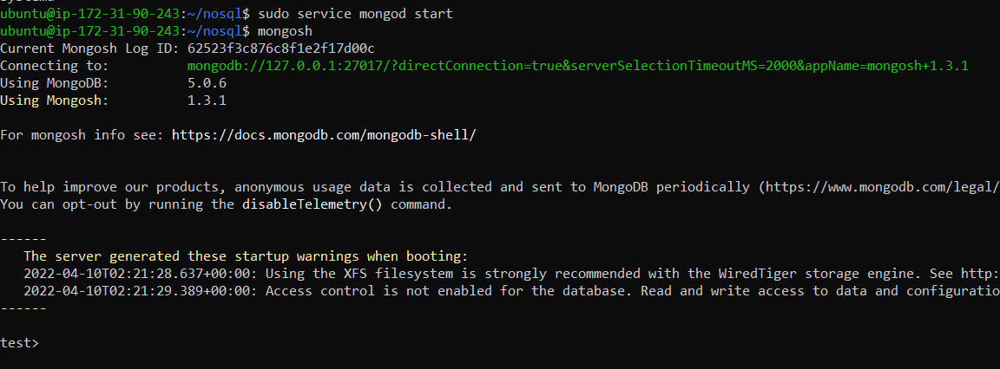 ubuntu@ip-172-31-90-243:~/nosql$ sudo service mongod start
ubuntu@ip-172-31-90-243:~/nosql$ mongosh
Current Mongosh Log ID: 62523f3c876c8f1e2f17d00c
Connecting to:          mongodb://127.0.0.1:27017/?directConnection=true&serverSelectionTimeoutMS=2000&appName=mongosh+1.3.1
Using MongoDB:          5.0.6
Using Mongosh:          1.3.1
For mongosh info see: https://docs.mongodb.com/mongodb-shell/
To help improve our products, anonymous usage data is collected and sent to MongoDB periodically (https://www.mongodb.com/legal/
You can opt-out by running the disableTelemetry() command.
------
   The server generated these startup warnings when booting:
   2022-04-10T02:21:28.637+00:00: Using the XFS filesystem is strongly recommended with the WiredTiger storage engine. See http:
   2022-04-10T02:21:29.389+00:00: Access control is not enabled for the database. Read and write access to data and configuratio
------
test>